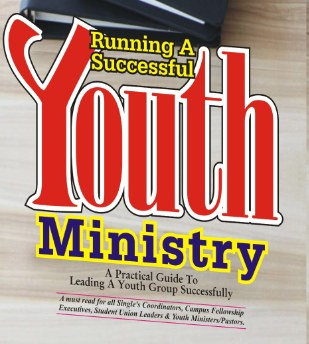 Running A
Successful
Youth
Ministry
A Practical Guide To
Leading A Youth Group Successfully
A must read for all Single's Coordinators, Campus Fellowship
Executives, Student Union Leaders & Youth Ministers/Pastors.